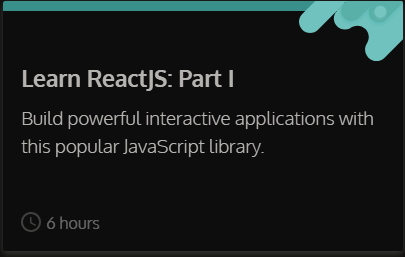 Learn ReactJS: Part I
Build powerful interactive applications with
this popular JavaScript library.
6 hours